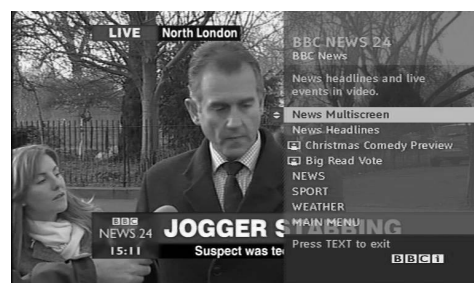 LIVE North London
BBC NEWS 24
BBC News
News headlines and live
events in video.
News Multiscreen
News Headlines
Christmas Comedy Preview
Big Read Vote
NEWS
SPORT
WEATHER
MAIN MENU
Press TEXT to exit
BBCi
BBC
NEWS 24
15:11
JOGGER STABBING
Suspect was